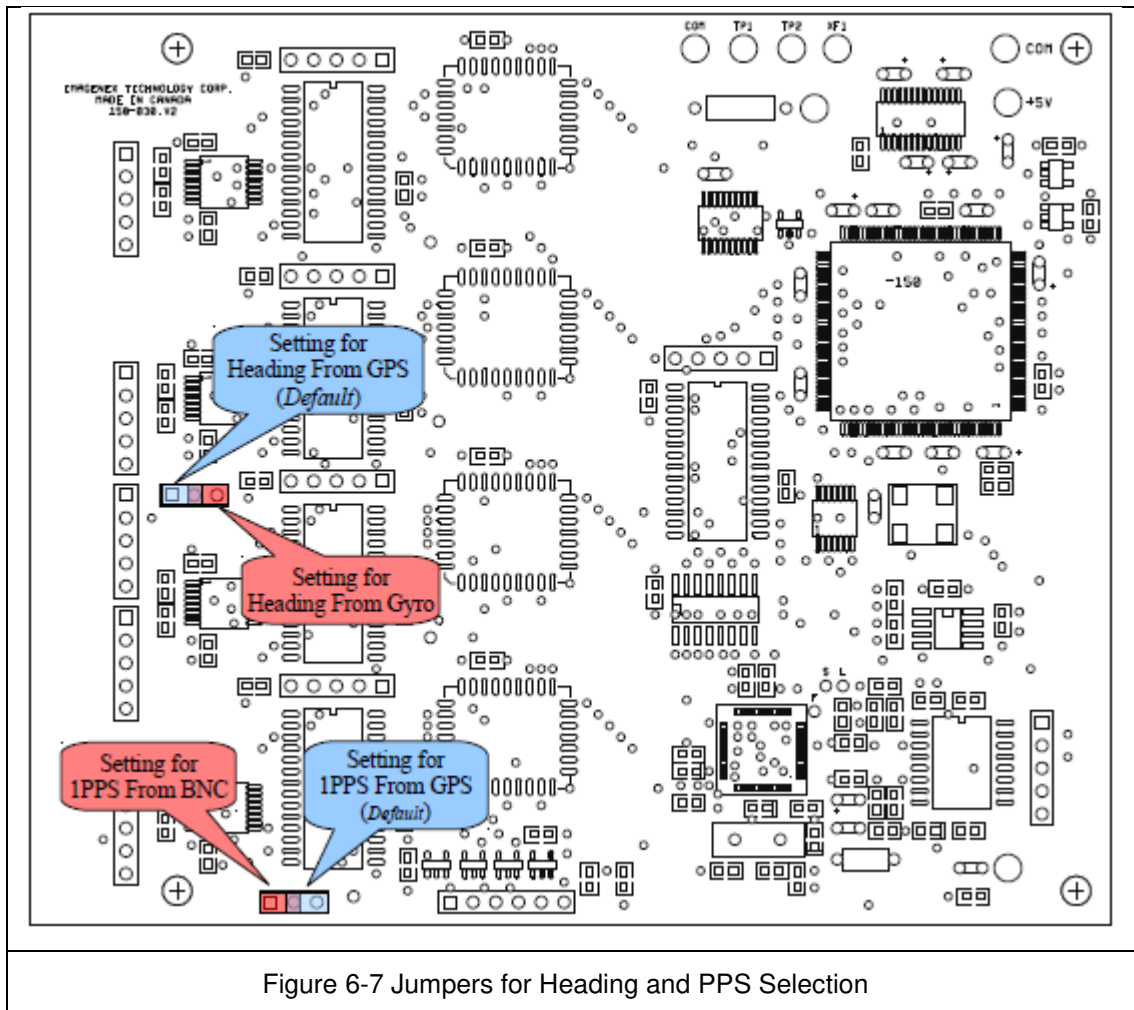 COM TP1 TP2 XF1 COM
+5V
IMAGENEX TECHNOLOGY CORP.
MADE IN CANADA
150-030.V2
-150
Setting for
Heading From GPS
(Default)
Setting for
Heading From Gyro
S L
F
Setting for
1PPS From BNC
Setting for
1PPS From GPS
(Default)
Figure 6-7 Jumpers for Heading and PPS Selection